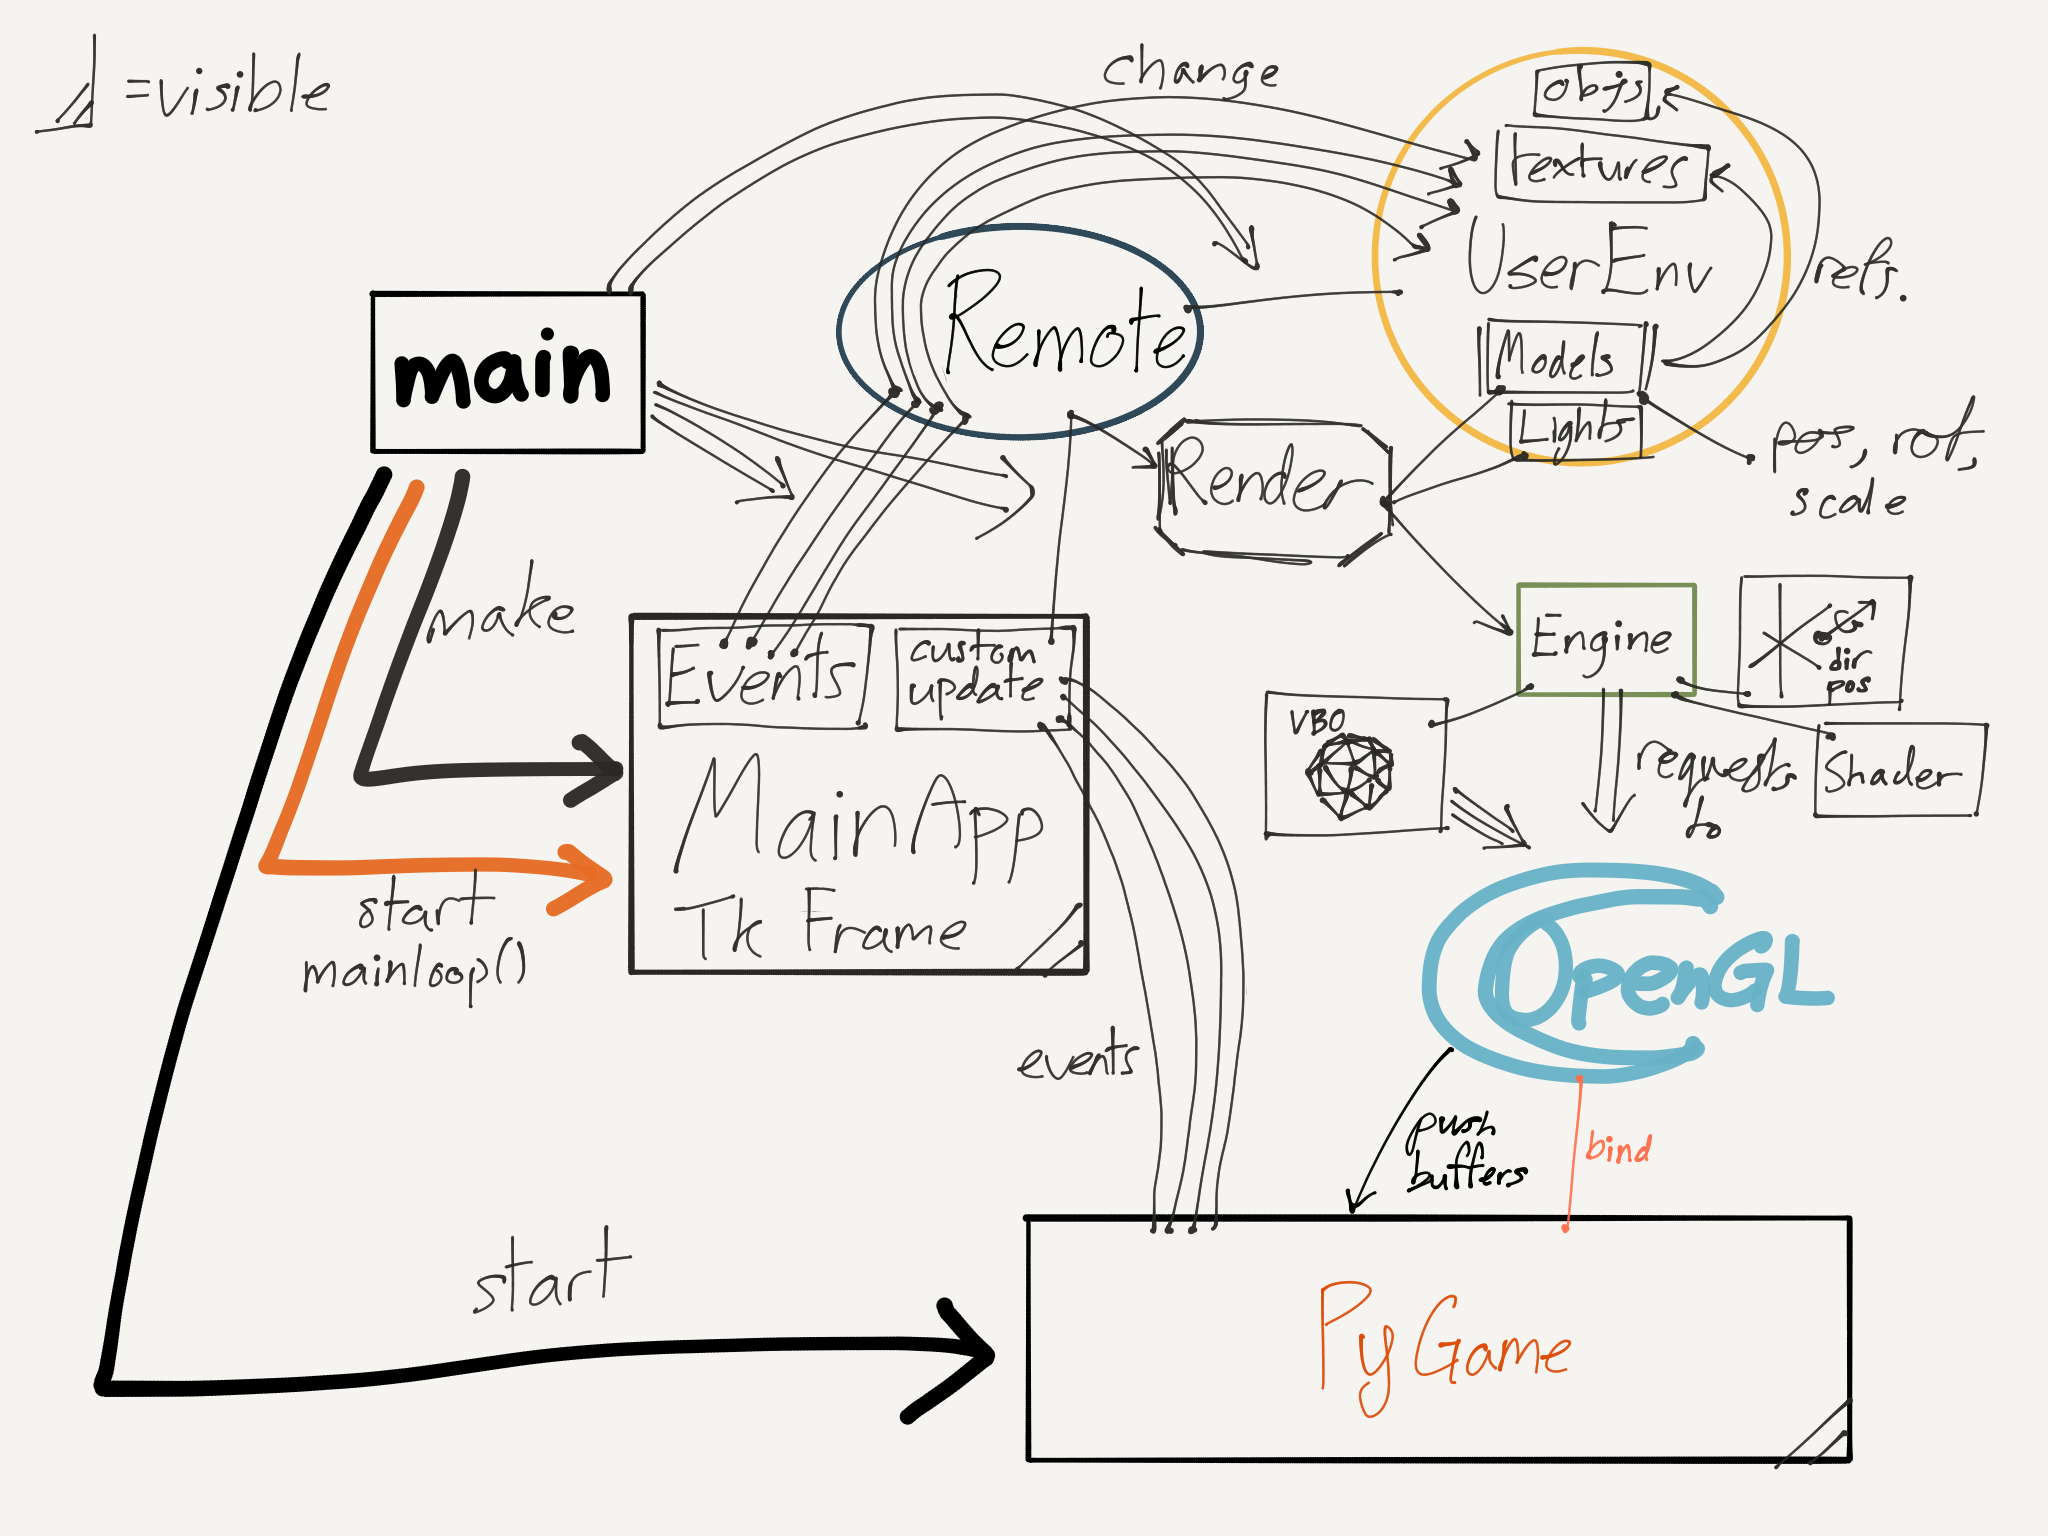 =visible
change
objs
textures
UserEnv
refs.
Remote
main
Models
Lights
pos, rot,
scale
Render
make
Events
custom
update
Engine
dir
pos
VBO
requests
to
Shader
MainApp
Tk Frame
start
mainloop()
OpenGL
events
push
buffers
bind
start
PyGame